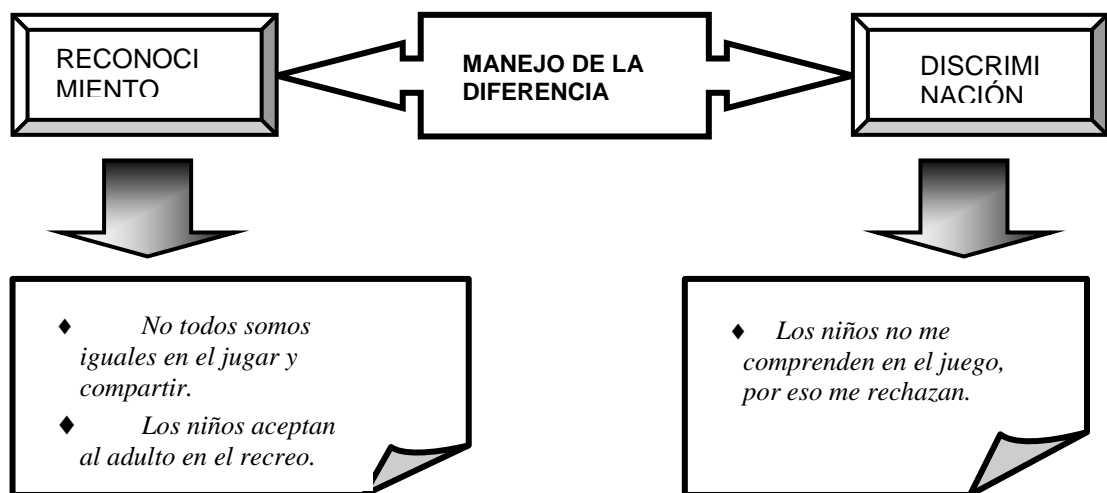 RECONOCI
MIENTO
MANEJO DE LA
DIFERENCIA
DISCRIMI
NACIÓN
♦ No todos somos
iguales en el jugar y
compartir.
♦ Los niños aceptan
al adulto en el recreo.
♦ Los niños no me
comprenden en el juego,
por eso me rechazan.